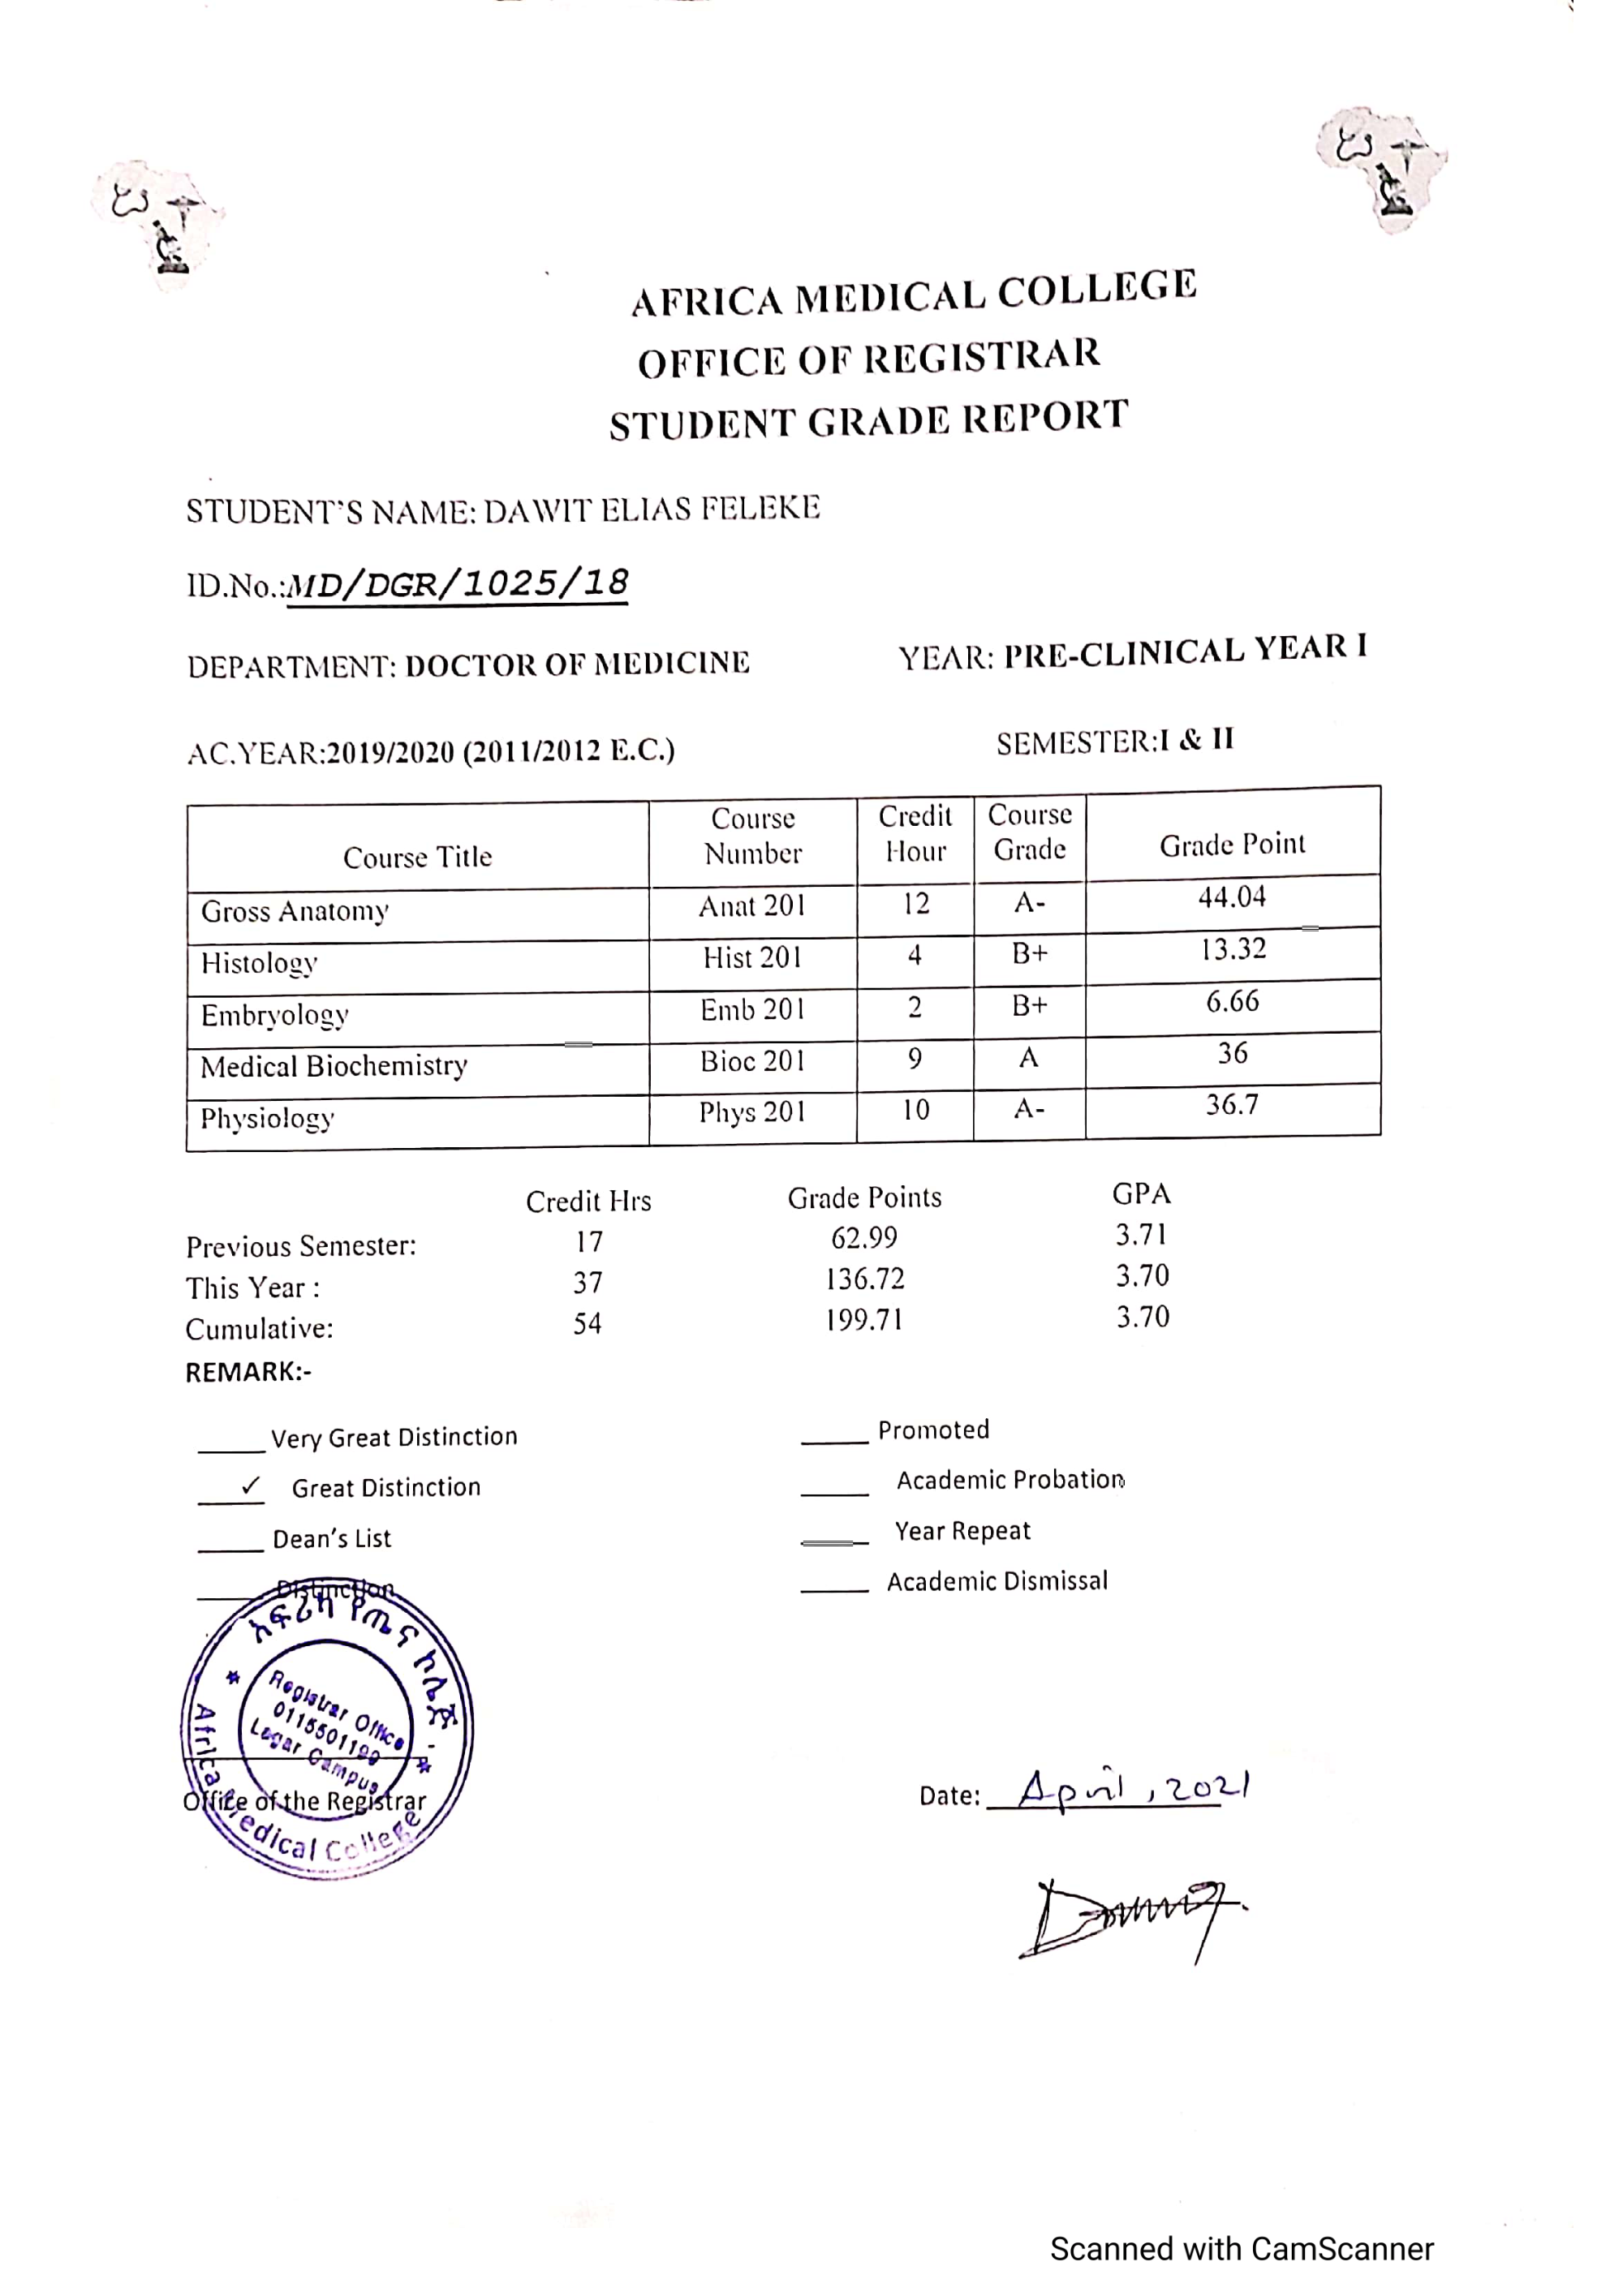 AFRICA MEDICAL COLLEGE
OFFICE OF REGISTRAR
STUDENT GRADE REPORT
STUDENT'S NAME: DAWIT ELIAS FELEKE
ID.No.:MD/DGR/1025/18
DEPARTMENT: DOCTOR OF MEDICINE YEAR: PRE-CLINICAL YEAR I
AC.YEAR:2019/2020 (2011/2012 E.C.) SEMESTER:I & II
Course Title Course Number Credit Hour Course Grade Grade Point
Gross Anatomy Anat 201 12 A- 44.04
Histology Hist 201 4 B+ 13.32
Embryology Emb 201 2 B+ 6.66
Medical Biochemistry Bioc 201 9 A 36
Physiology Phys 201 10 A- 36.7
Credit Hrs Grade Points GPA
Previous Semester: 17 62.99 3.71
This Year : 37 136.72 3.70
Cumulative: 54 199.71 3.70
REMARK:-
____ Very Great Distinction ____ Promoted
✓ Great Distinction ____ Academic Probation
____ Dean's List ____ Year Repeat
____ Distinction ____ Academic Dismissal
አፍሪካ የጤና ኮሌጅ
Registrar Office
0115501199
Lagar Campus
Africa Medical College
Office of the Registrar
Date: April, 2021
Scanned with CamScanner